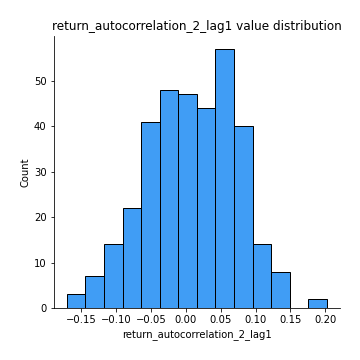 return_autocorrelation_2_lag1 value distribution
50
40
30
20
10
0
Count
−0.15 −0.10 −0.05 0.00 0.05 0.10 0.15 0.20
return_autocorrelation_2_lag1